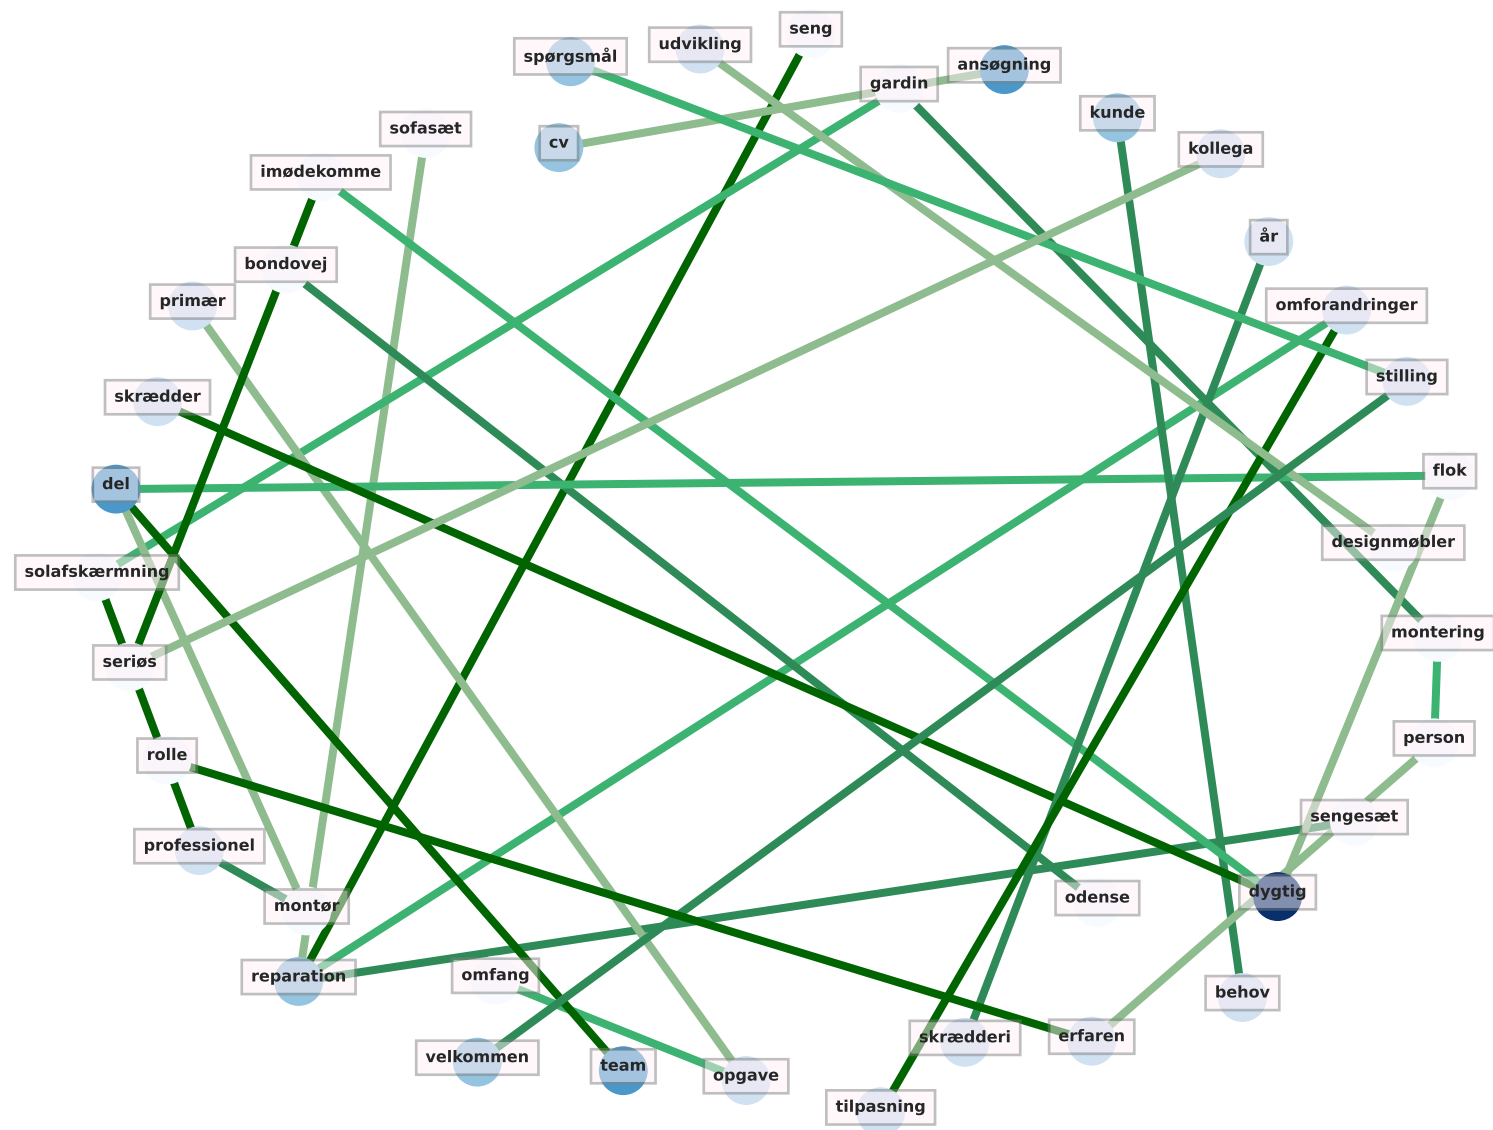 seng
udvikling
spørgsmål
ansøgning
gardin
kunde
sofasæt
cv
kollega
imødekomme
år
bondovej
primær
omforandringer
stilling
skrædder
flok
del
designmøbler
solafskærmning
montering
seriøs
person
rolle
sengesæt
professionel
dygtig
odense
montør
omfang
reparation
behov
skrædderi
erfaren
velkommen
team
opgave
tilpasning